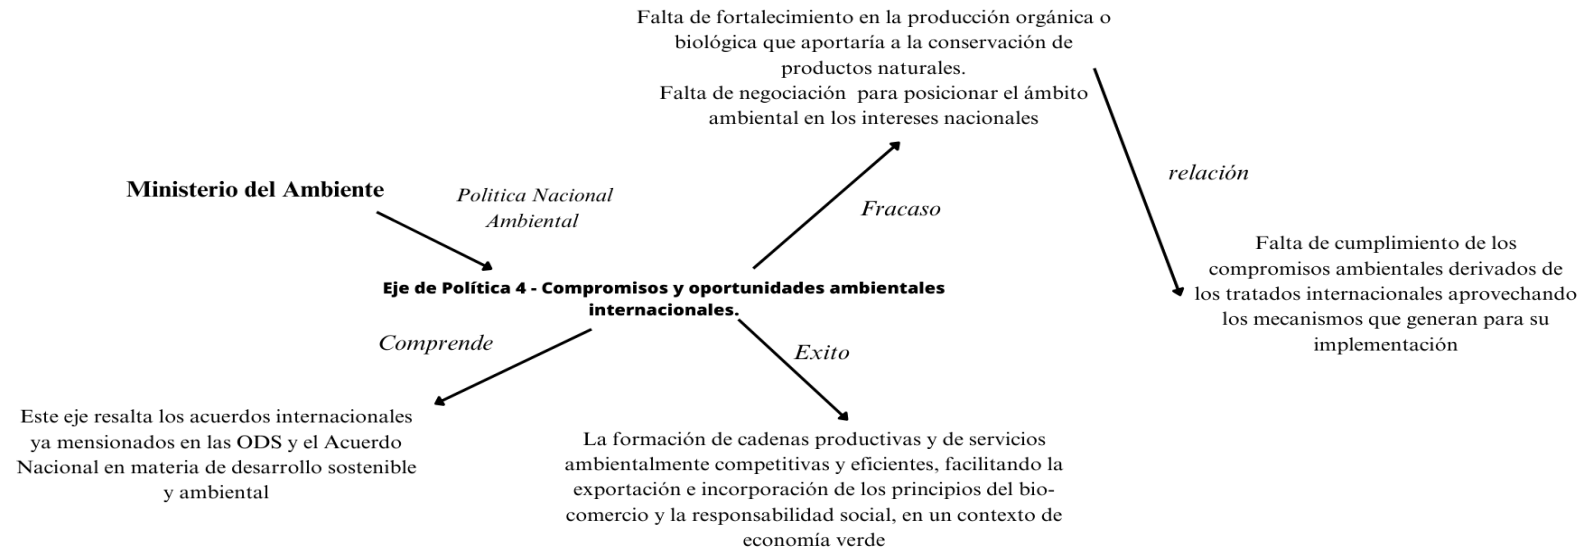 Falta de fortalecimiento en la producción orgánica o
biológica que aportaría a la conservación de
productos naturales.
Falta de negociación  para posicionar el ámbito
ambiental en los intereses nacionales
relación
Ministerio del Ambiente
Politica Nacional
Ambiental
Fracaso
Falta de cumplimiento de los
compromisos ambientales derivados de
los tratados internacionales aprovechando
los mecanismos que generan para su
implementación
Eje de Política 4 - Compromisos y oportunidades ambientales
internacionales.
Comprende
Exito
Este eje resalta los acuerdos internacionales
ya mensionados en las ODS y el Acuerdo
Nacional en materia de desarrollo sostenible
y ambiental
La formación de cadenas productivas y de servicios
ambientalmente competitivas y eficientes, facilitando la
exportación e incorporación de los principios del bio-
comercio y la responsabilidad social, en un contexto de
economía verde